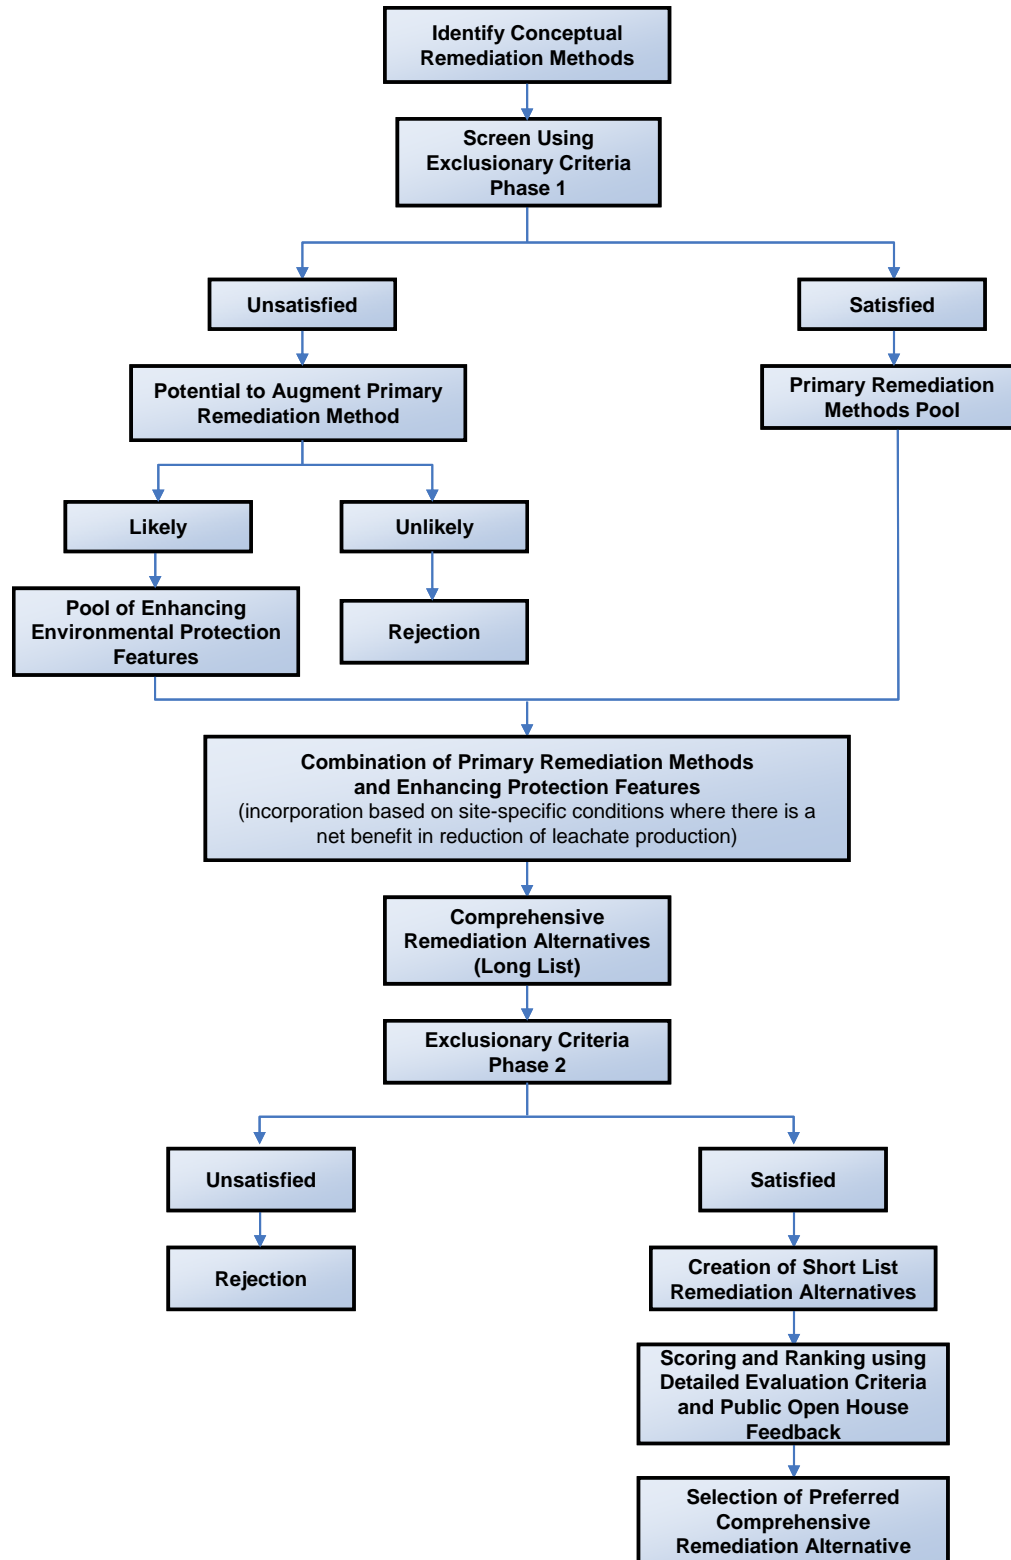 Identify Conceptual
Remediation Methods
Screen Using
Exclusionary Criteria
Phase 1
Unsatisfied
Satisfied
Potential to Augment Primary
Remediation Method
Primary Remediation
Methods Pool
Likely
Unlikely
Pool of Enhancing
Environmental Protection
Features
Rejection
Combination of Primary Remediation Methods
and Enhancing Protection Features
(incorporation based on site-specific conditions where there is a
net benefit in reduction of leachate production)
Comprehensive
Remediation Alternatives
(Long List)
Exclusionary Criteria
Phase 2
Unsatisfied
Satisfied
Rejection
Creation of Short List
Remediation Alternatives
Scoring and Ranking using
Detailed Evaluation Criteria
and Public Open House
Feedback
Selection of Preferred
Comprehensive
Remediation Alternative